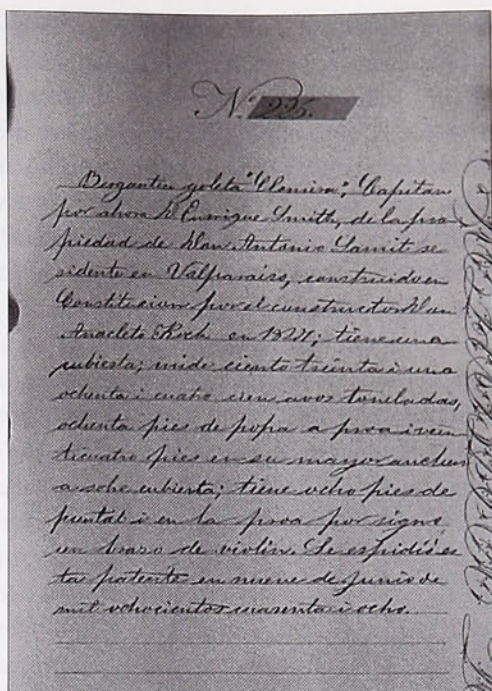 N.º 225.
Bergantin goleta "Elcmira"; Capitan
por ahora D. Enrique Smith, de la pro
piedad de don Antonio Lamit re
sidente en Valparaiso, construido en
Constitucion por el constructor don
Anacleto Koch en 1847; tiene una
cubierta; mide ciento treinta i una
ochenta i cuatro cien avos toneladas,
ochenta pies de popa a proa i vein
ticuatro pies en su mayor anchur
a sobre cubierta; tiene ocho pies de
puntal i en la proa por signo
un brazo de violin. Se espidió es
ta patente en nueve de Junio de
mil ochocientos cuarenta i ocho.